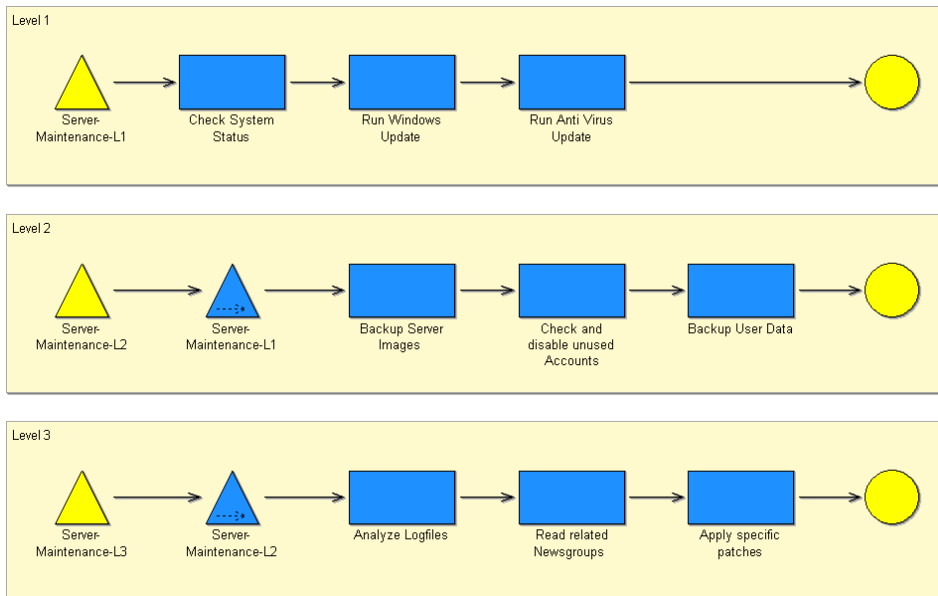 Level 1
Server-
Maintenance-L1
Check System
Status
Run Windows
Update
Run Anti Virus
Update
Level 2
Server-
Maintenance-L2
Server-
Maintenance-L1
Backup Server
Images
Check and
disable unused
Accounts
Backup User Data
Level 3
Server-
Maintenance-L3
Server-
Maintenance-L2
Analyze Logfiles
Read related
Newsgroups
Apply specific
patches